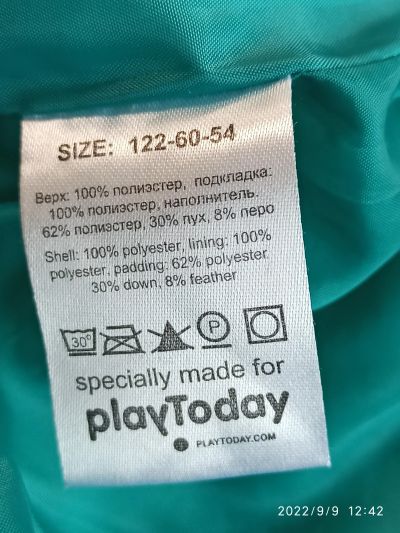 SIZE: 122-60-54
Верх: 100% полиэстер, подкладка:
100% полиэстер, наполнитель:
62% полиэстер, 30% пух, 8% перо
Shell: 100% polyester, lining: 100%
polyester, padding: 62% polyester
30% down, 8% feather
30° P
specially made for
playToday
PLAYTODAY.COM
2022/9/9 12:42